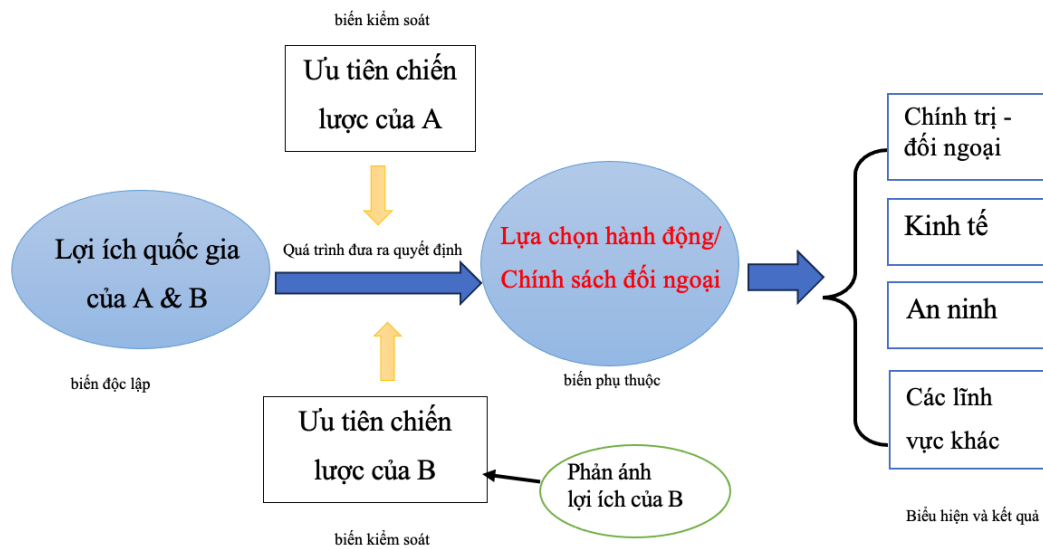 biến kiểm soát
Ưu tiên chiến
lược của A
Lợi ích quốc gia
của A & B
biến độc lập
Quá trình đưa ra quyết định
Ưu tiên chiến
lược của B
biến kiểm soát
Phản ánh
lợi ích của B
Lựa chọn hành động/
Chính sách đối ngoại
biến phụ thuộc
Chính trị -
đối ngoại
Kinh tế
An ninh
Các lĩnh
vực khác
Biểu hiện và kết quả